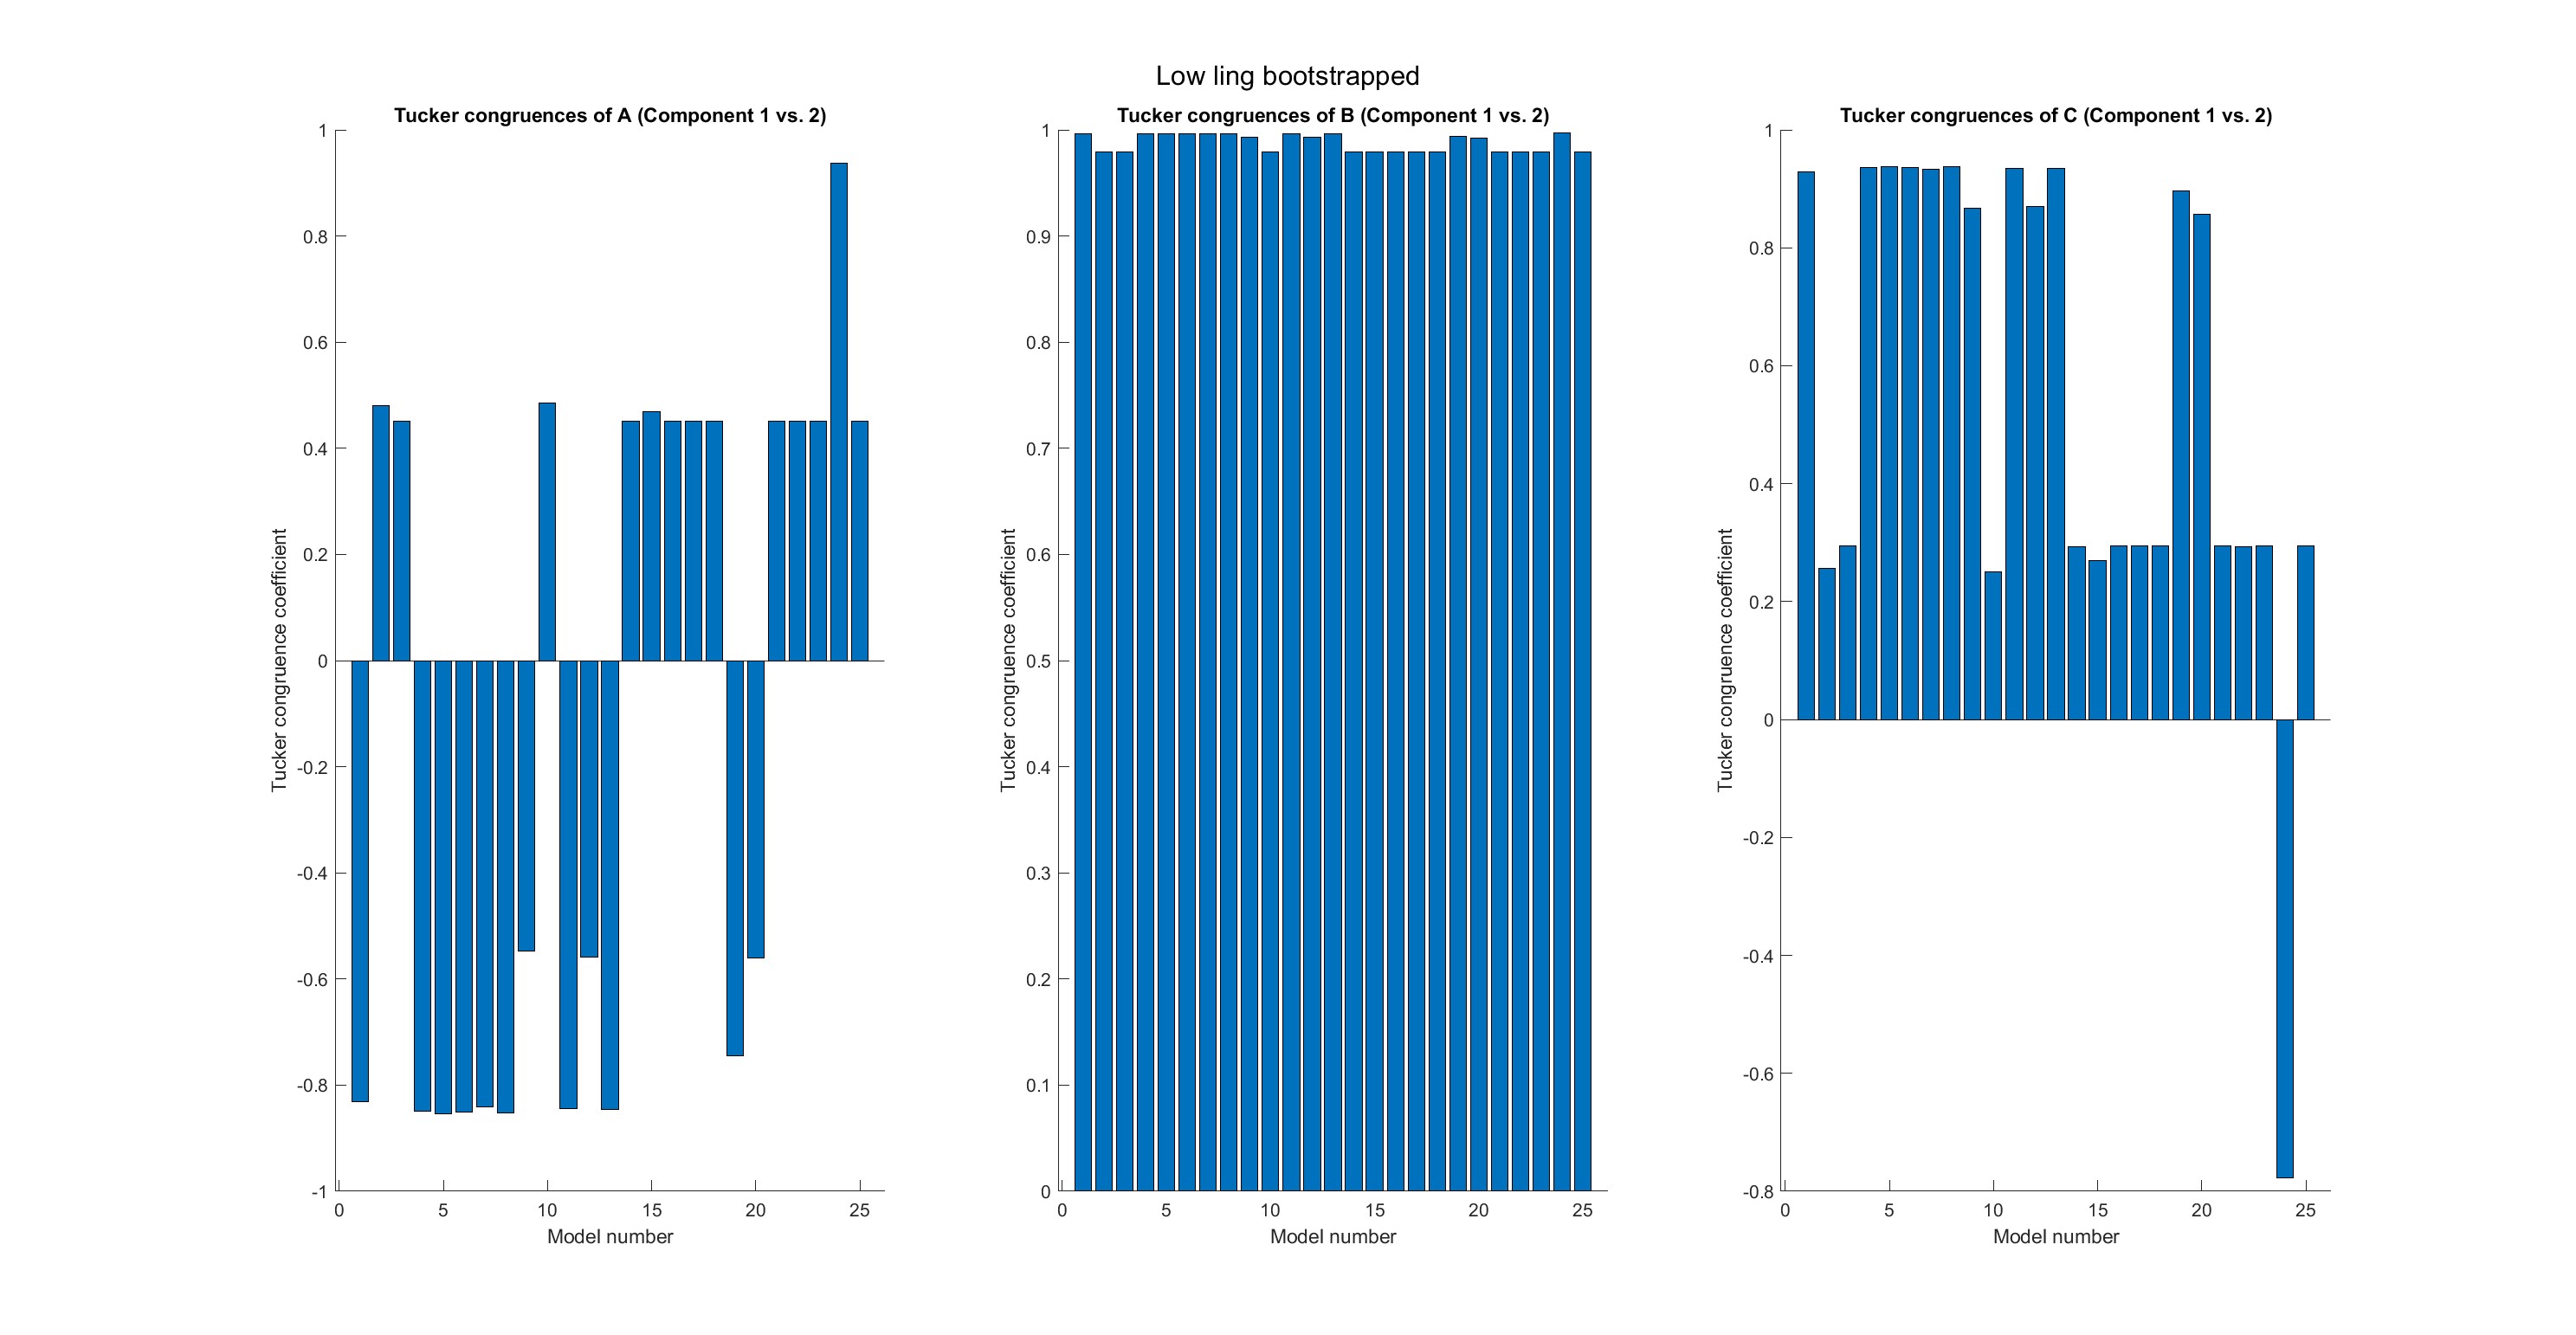 Low ling bootstrapped
Tucker congruences of A (Component 1 vs. 2)
1
0.8
0.6
0.4
0.2
0
-0.2
-0.4
-0.6
-0.8
-1
Tucker congruence coefficient
0 5 10 15 20 25
Model number
Tucker congruences of B (Component 1 vs. 2)
1
0.9
0.8
0.7
0.6
0.5
0.4
0.3
0.2
0.1
0
Tucker congruence coefficient
0 5 10 15 20 25
Model number
Tucker congruences of C (Component 1 vs. 2)
1
0.8
0.6
0.4
0.2
0
-0.2
-0.4
-0.6
-0.8
Tucker congruence coefficient
0 5 10 15 20 25
Model number